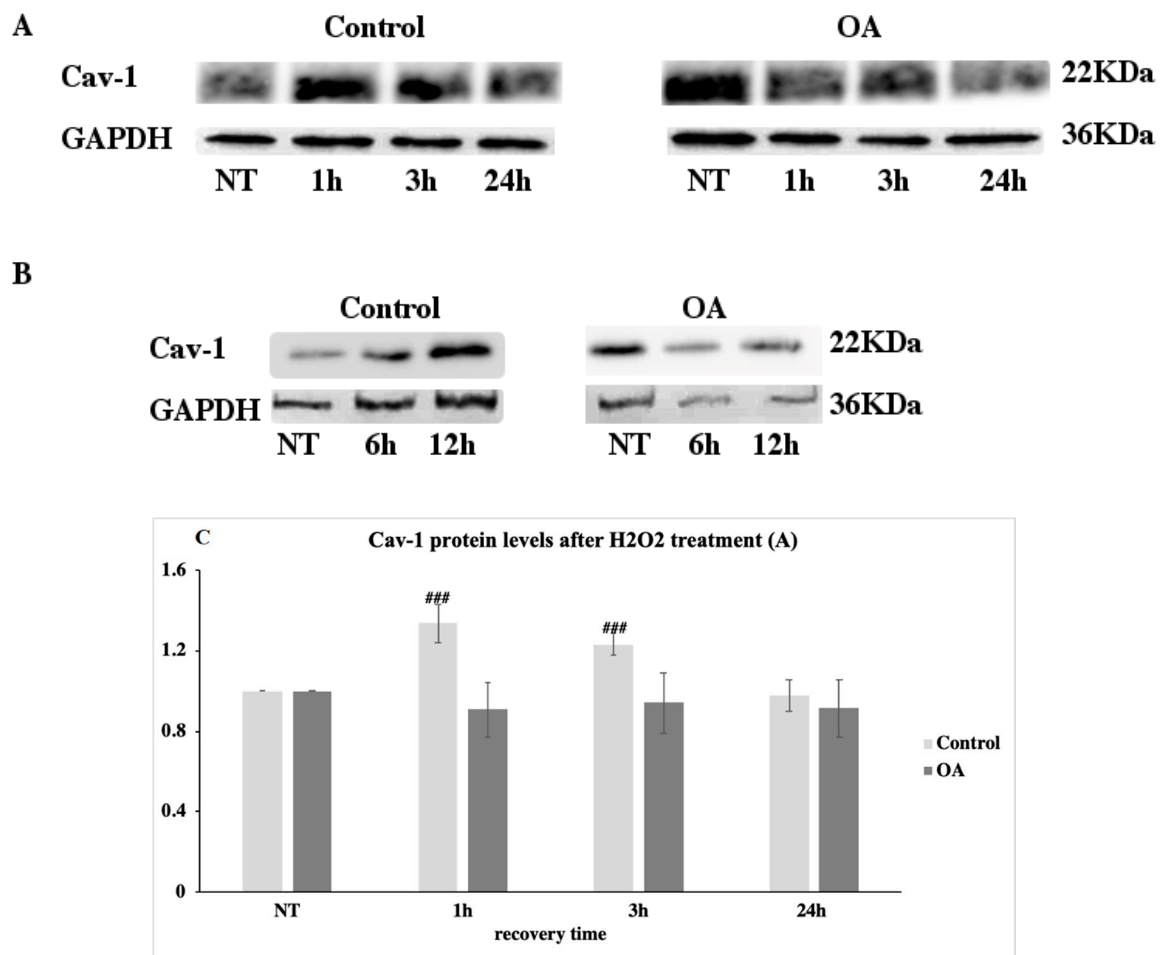 A
Control
OA
Cav-1
22KDa
GAPDH
36KDa
NT 1h 3h 24h
NT 1h 3h 24h
B
Control
OA
Cav-1
22KDa
GAPDH
36KDa
NT 6h 12h
NT 6h 12h
C
Cav-1 protein levels after H2O2 treatment (A)
1.6
1.2
0.8
0.4
0
###
###
Control
OA
NT 1h 3h 24h
recovery time